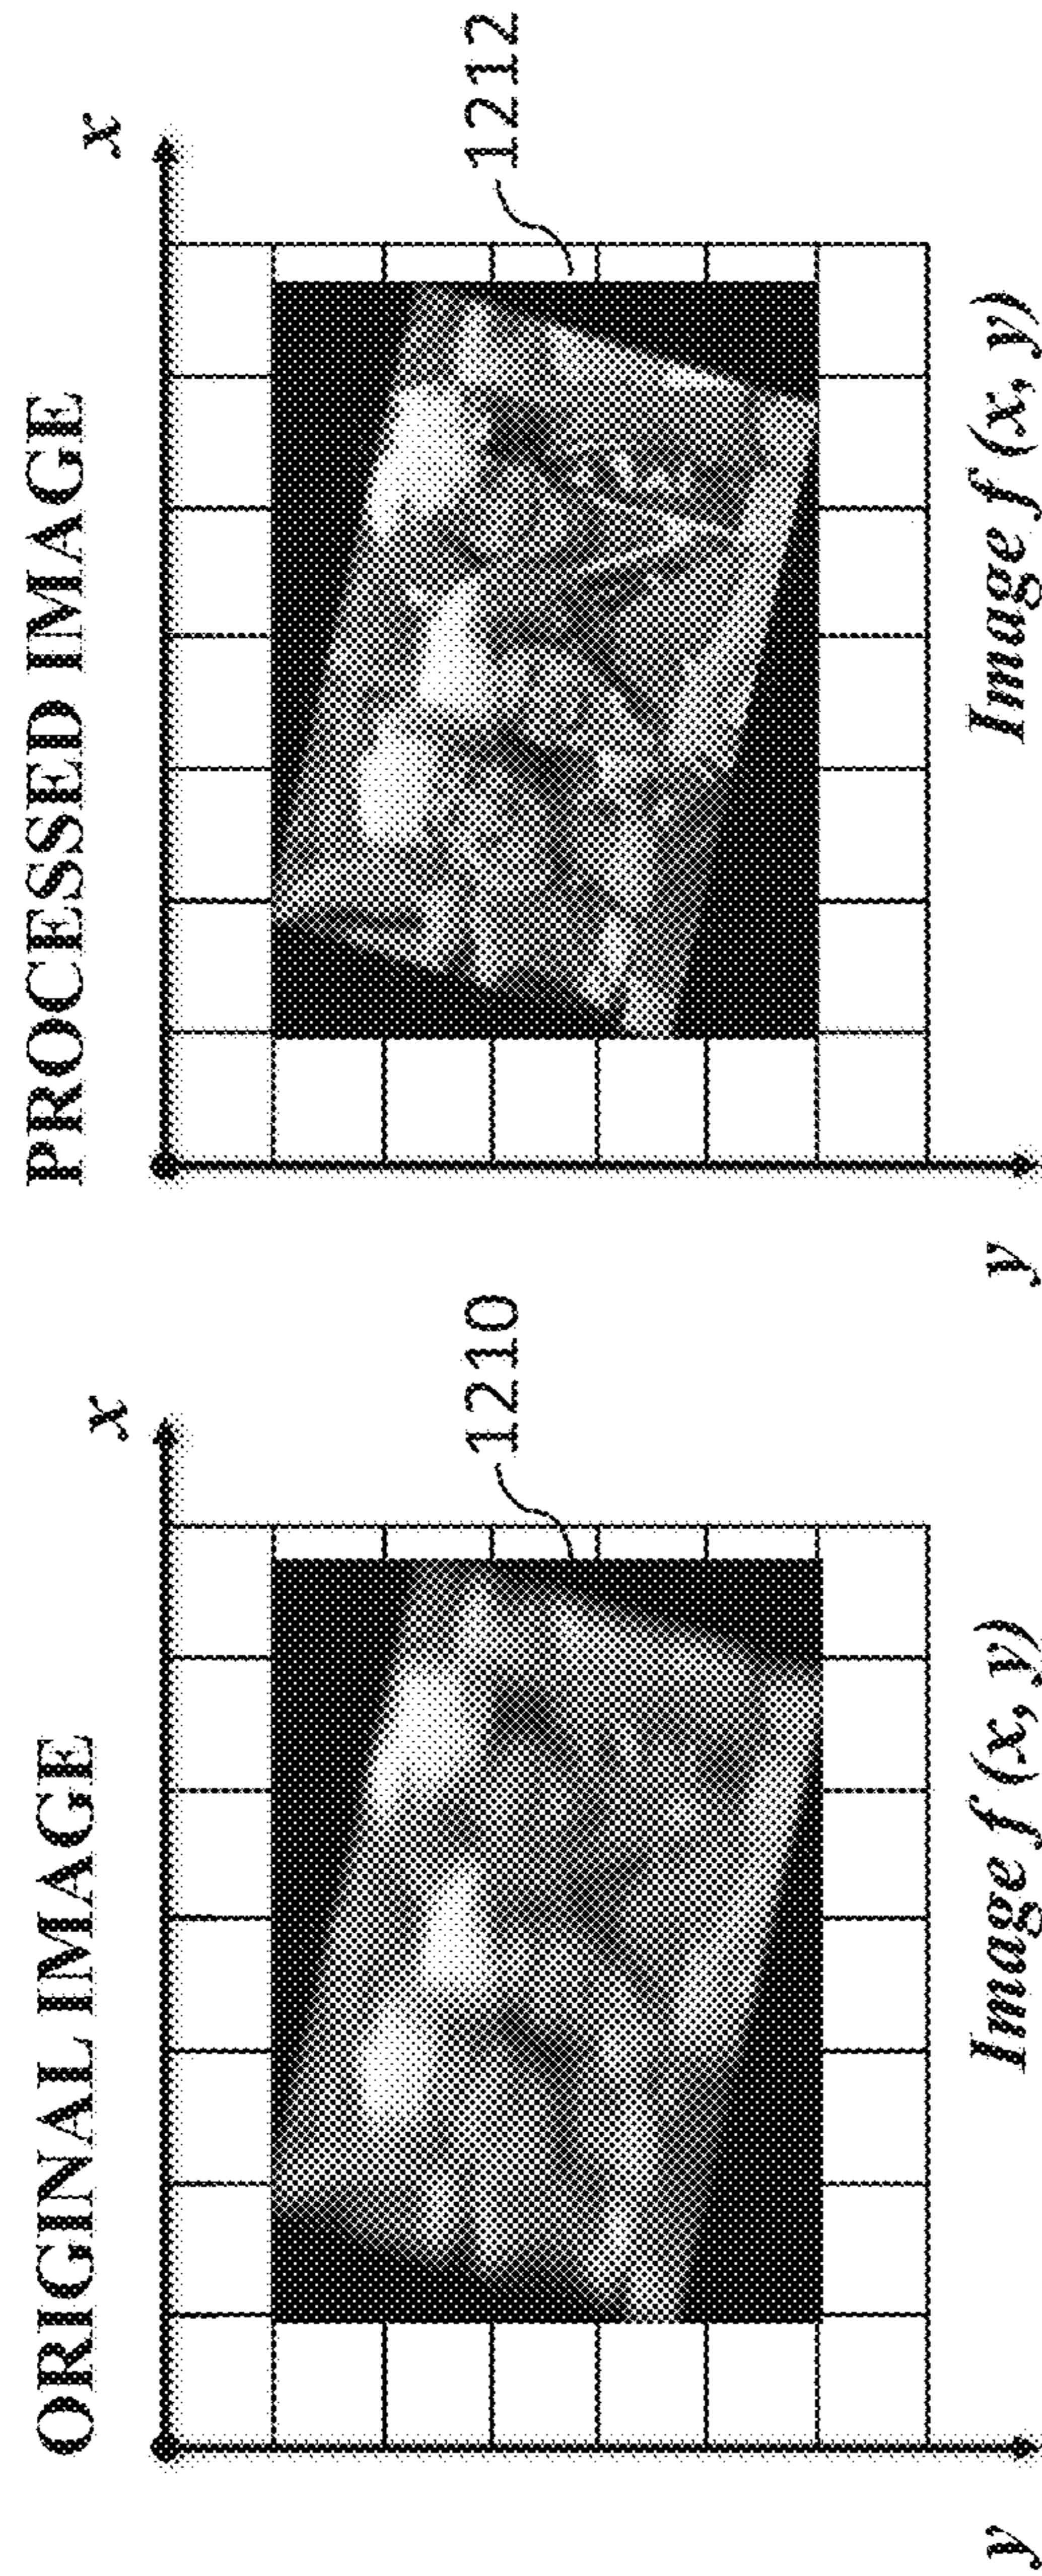 ORIGINAL IMAGE
x
1210
y
Image f (x, y)
PROCESSED IMAGE
x
1212
y
Image f (x, y)